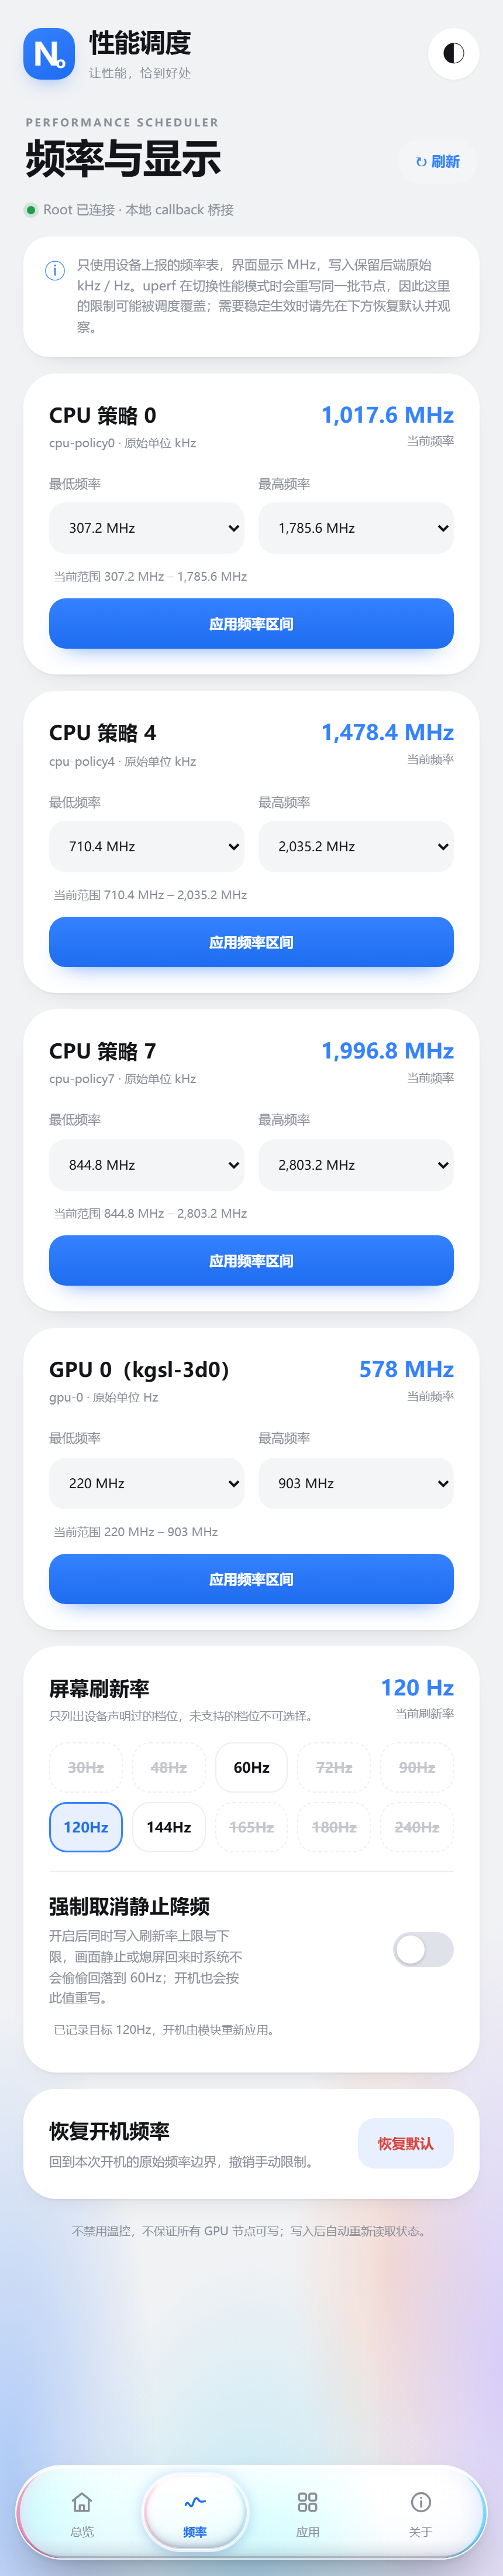 No
性能调度
让性能，恰到好处
PERFORMANCE SCHEDULER
频率与显示
↻ 刷新
Root 已连接 · 本地 callback 桥接
只使用设备上报的频率表，界面显示 MHz，写入保留后端原始
kHz / Hz。uperf 在切换性能模式时会重写同一批节点，因此这里
的限制可能被调度覆盖；需要稳定生效时请先在下方恢复默认并观
察。
CPU 策略 0
1,017.6 MHz
cpu-policy0 · 原始单位 kHz
当前频率
最低频率
最高频率
307.2 MHz
1,785.6 MHz
当前范围 307.2 MHz – 1,785.6 MHz
应用频率区间
CPU 策略 4
1,478.4 MHz
cpu-policy4 · 原始单位 kHz
当前频率
最低频率
最高频率
710.4 MHz
2,035.2 MHz
当前范围 710.4 MHz – 2,035.2 MHz
应用频率区间
CPU 策略 7
1,996.8 MHz
cpu-policy7 · 原始单位 kHz
当前频率
最低频率
最高频率
844.8 MHz
2,803.2 MHz
当前范围 844.8 MHz – 2,803.2 MHz
应用频率区间
GPU 0（kgsl-3d0）
578 MHz
gpu-0 · 原始单位 Hz
当前频率
最低频率
最高频率
220 MHz
903 MHz
当前范围 220 MHz – 903 MHz
应用频率区间
屏幕刷新率
120 Hz
只列出设备声明过的档位，未支持的档位不可选择。
当前刷新率
30Hz
48Hz
60Hz
72Hz
90Hz
120Hz
144Hz
165Hz
180Hz
240Hz
强制取消静止降频
开启后同时写入刷新率上限与下
限，画面静止或熄屏回来时系统不
会偷偷回落到 60Hz；开机也会按
此值重写。
已记录目标 120Hz，开机由模块重新应用。
恢复开机频率
回到本次开机的原始频率边界，撤销手动限制。
恢复默认
不禁用温控，不保证所有 GPU 节点可写；写入后自动重新读取状态。
总览
频率
应用
关于